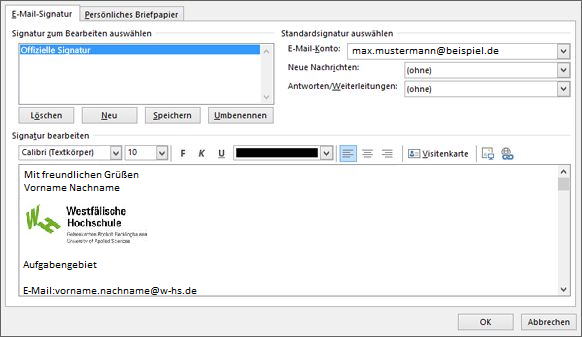 E-Mail-Signatur
Persönliches Briefpapier
Signatur zum Bearbeiten auswählen
Offizielle Signatur
Löschen
Neu
Speichern
Umbenennen
Standardsignatur auswählen
E-Mail-Konto:
max.mustermann@beispiel.de
Neue Nachrichten:
(ohne)
Antworten/Weiterleitungen:
(ohne)
Signatur bearbeiten
Calibri (Textkörper)
10
F K U
Visitenkarte
Mit freundlichen Grüßen
Vorname Nachname
Westfälische
Hochschule
Gelsenkirchen Bocholt Recklinghausen
University of Applied Sciences
Aufgabengebiet
E-Mail:vorname.nachname@w-hs.de
OK
Abbrechen